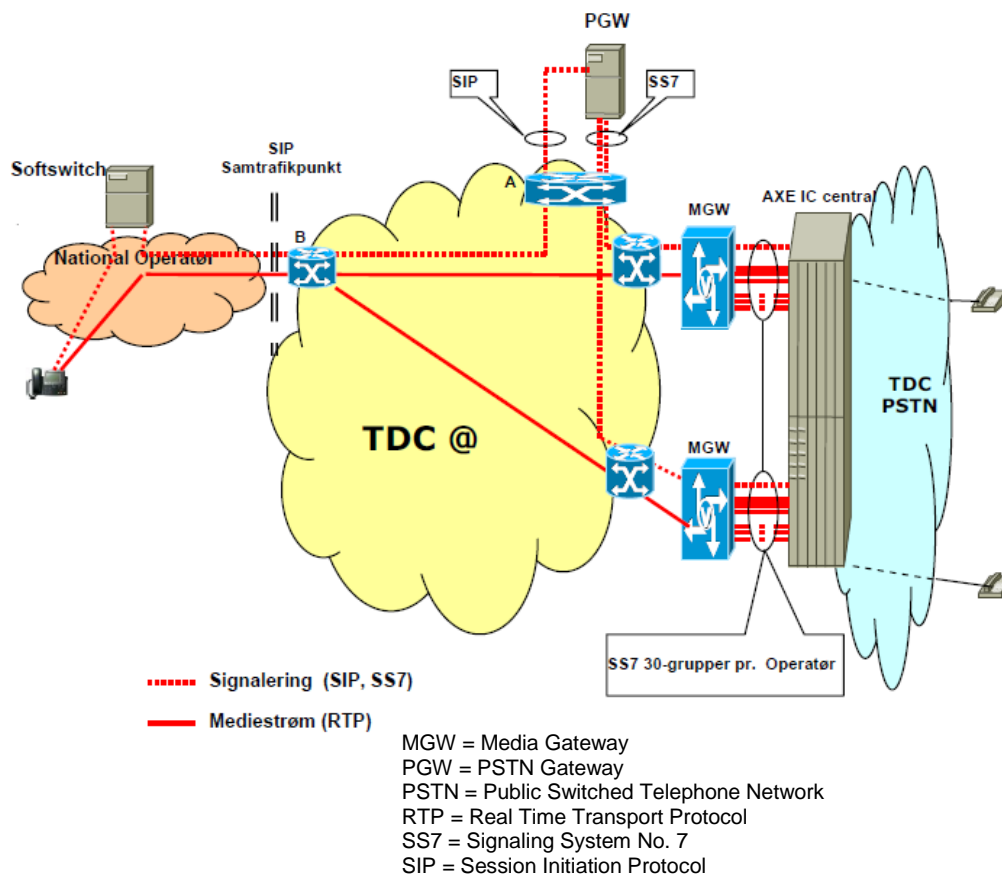 PGW
SIP
SS7
Softswitch
SIP
Samtrafikpunkt
A
MGW
AXE IC central
B
National Operatør
TDC @
TDC
PSTN
MGW
SS7 30-grupper pr. Operatør
Signalering (SIP, SS7)
Mediestrøm (RTP)
MGW = Media Gateway
PGW = PSTN Gateway
PSTN = Public Switched Telephone Network
RTP = Real Time Transport Protocol
SS7 = Signaling System No. 7
SIP = Session Initiation Protocol